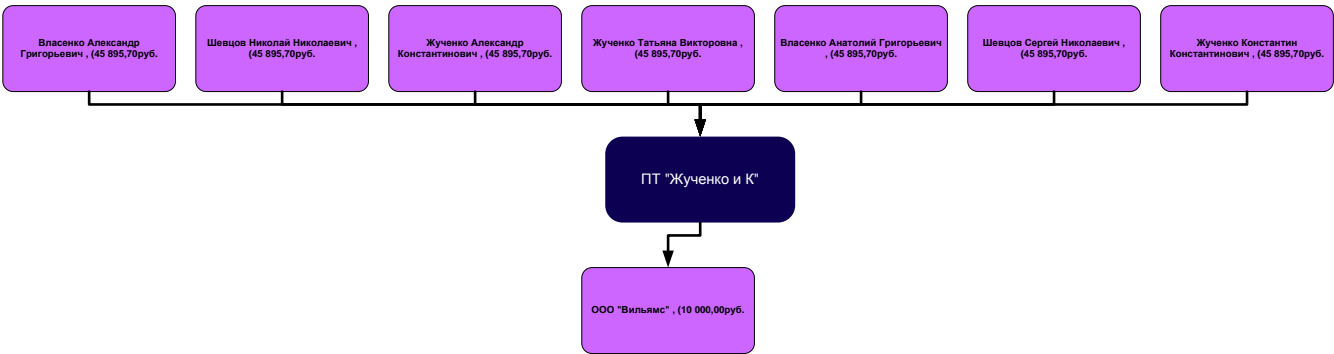 Власенко Александр
Григорьевич , (45 895,70руб.
Шевцов Николай Николаевич ,
(45 895,70руб.
Жученко Александр
Константинович , (45 895,70руб.
Жученко Татьяна Викторовна ,
(45 895,70руб.
Власенко Анатолий Григорьевич
, (45 895,70руб.
Шевцов Сергей Николаевич ,
(45 895,70руб.
Жученко Константин
Константинович , (45 895,70руб.
ПТ "Жученко и К"
ООО "Вильямс" , (10 000,00руб.